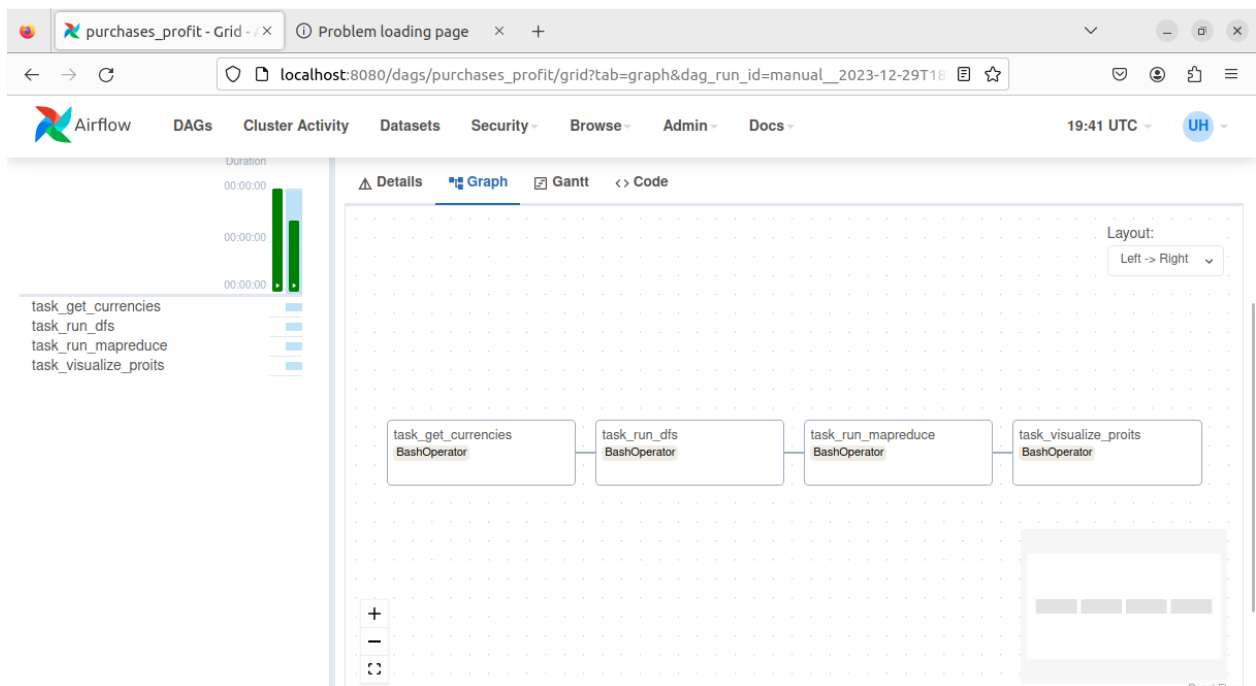 purchases_profit - Grid - A
Problem loading page
localhost:8080/dags/purchases_profit/grid?tab=graph&dag_run_id=manual__2023-12-29T18
Airflow DAGs Cluster Activity Datasets Security Browse Admin Docs 19:41 UTC UH
Duration
00:00:00
00:00:00
00:00:00
task_get_currencies
task_run_dfs
task_run_mapreduce
task_visualize_proits
Details Graph Gantt Code
Layout:
Left -> Right
task_get_currencies
BashOperator
task_run_dfs
BashOperator
task_run_mapreduce
BashOperator
task_visualize_proits
BashOperator